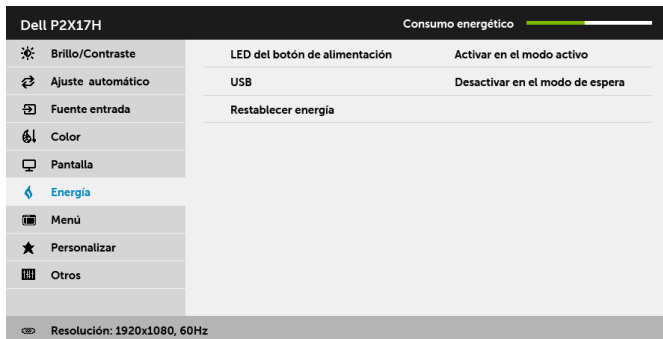 Dell P2X17H Consumo energético
Brillo/Contraste LED del botón de alimentación Activar en el modo activo
Ajuste automático USB Desactivar en el modo de espera
Fuente entrada Restablecer energía
Color
Pantalla
Energía
Menú
Personalizar
Otros
Resolución: 1920x1080, 60Hz